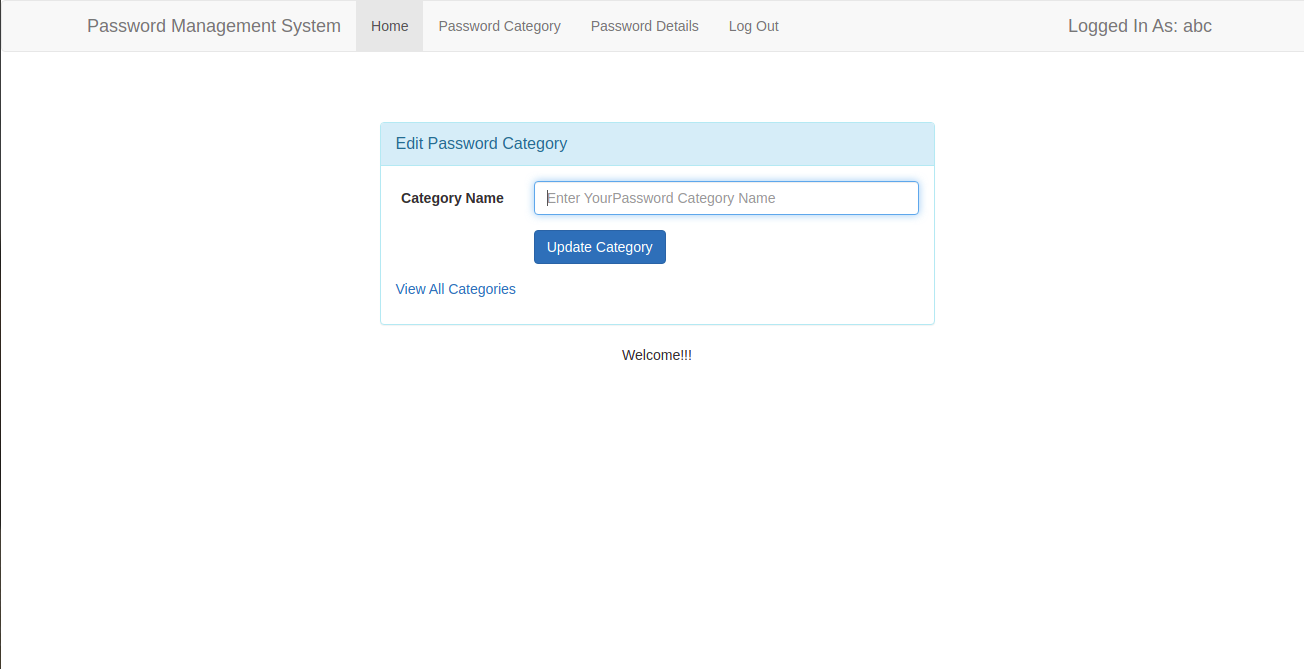 Password Management System Home Password Category Password Details Log Out Logged In As: abc
Edit Password Category
Category Name Enter YourPassword Category Name
Update Category
View All Categories
Welcome!!!